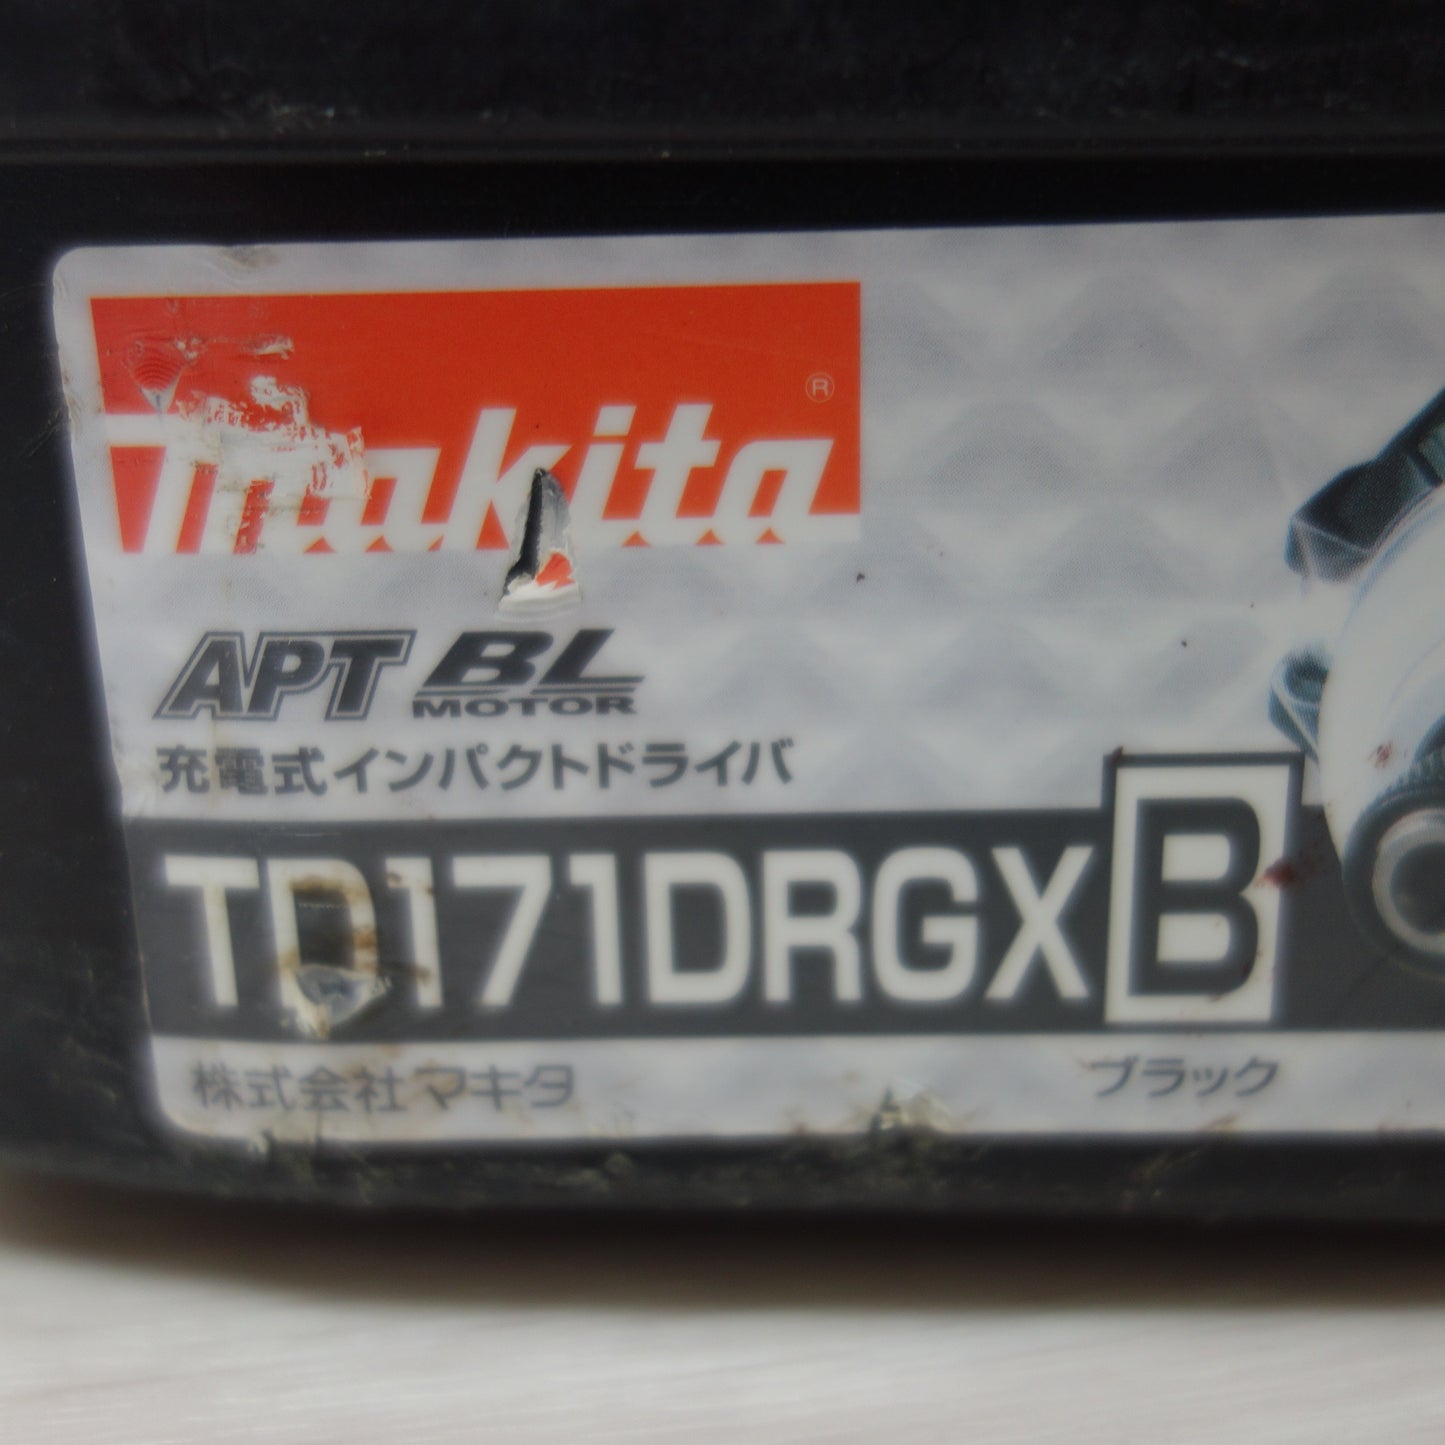 makita ®
APT BL
MOTOR
充電式インパクトドライバ
TD171DRGX B
株式会社マキタ ブラック